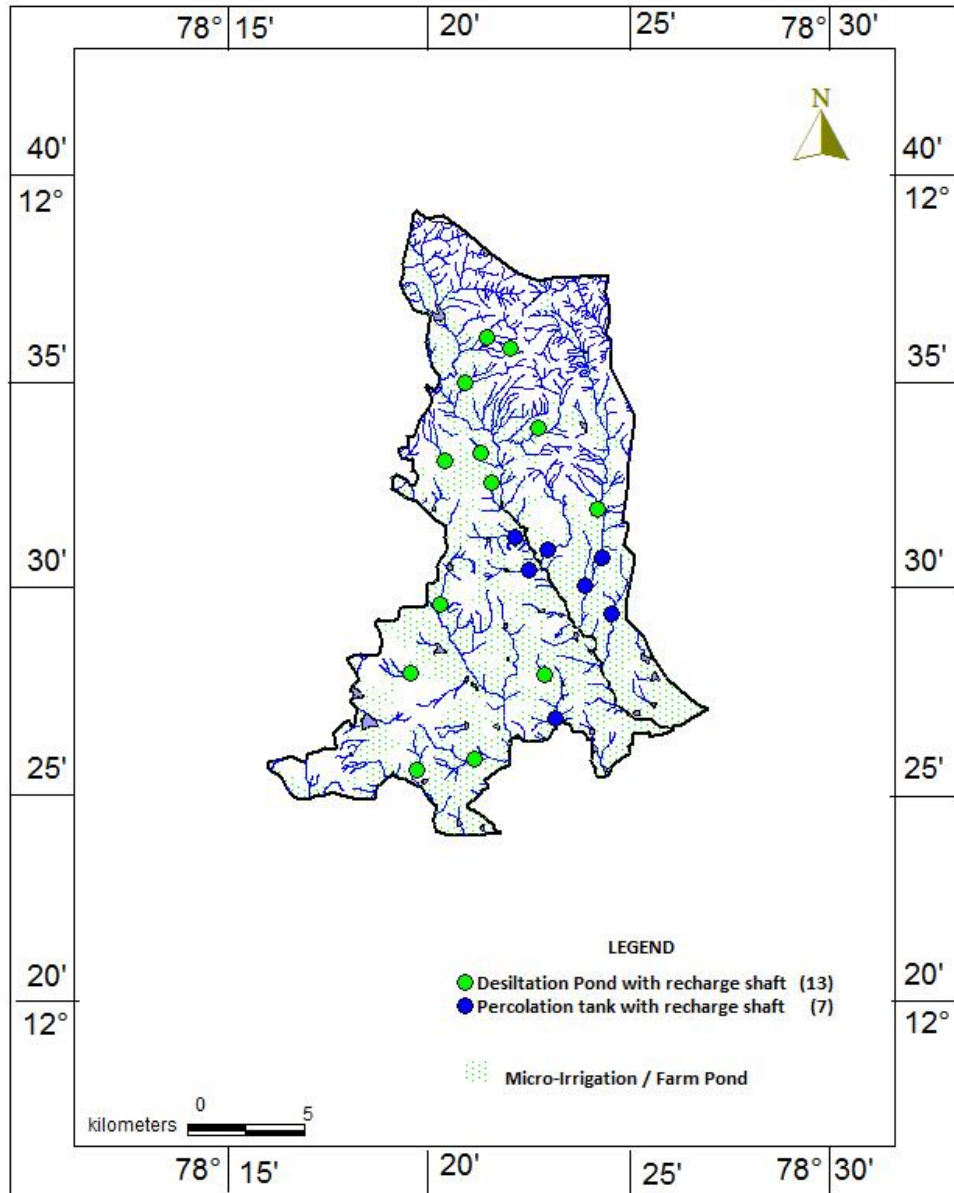 78° 15' 20' 25' 78° 30'
N
40' 40'
12° 12°
35' 35'
30' 30'
25' 25'
LEGEND
20' 20'
Desiltation Pond with recharge shaft (13)
Percolation tank with recharge shaft (7)
12° 12°
Micro-Irrigation / Farm Pond
0 5
kilometers
78° 15' 20' 25' 78° 30'